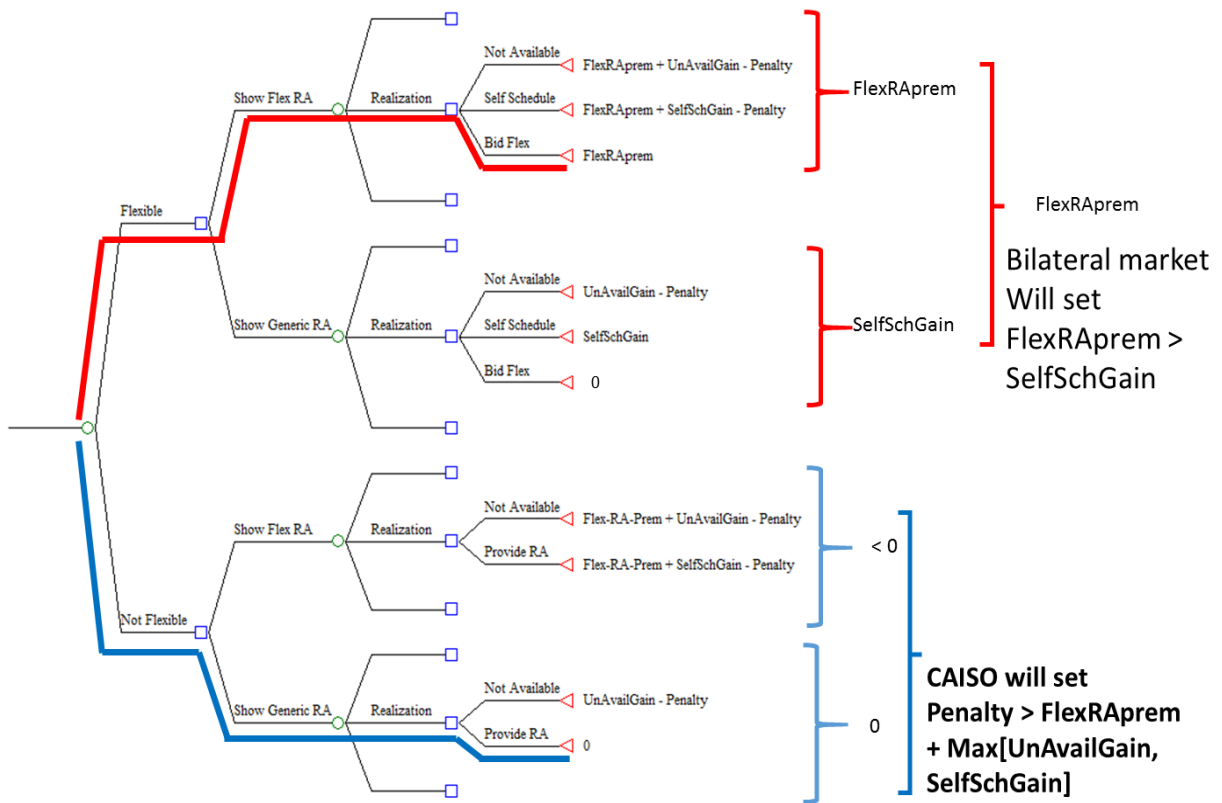 Not Available
FlexRAprem + UnAvailGain - Penalty
Show Flex RA
Realization
Self Schedule
FlexRAprem + SelfSchGain - Penalty
Bid Flex
FlexRAprem
FlexRAprem
Flexible
FlexRAprem
Bilateral market
Will set
FlexRAprem >
SelfSchGain
Not Available
UnAvailGain - Penalty
Show Generic RA
Realization
Self Schedule
SelfSchGain
Bid Flex
0
SelfSchGain
Not Available
Flex-RA-Prem + UnAvailGain - Penalty
Show Flex RA
Realization
Provide RA
Flex-RA-Prem + SelfSchGain - Penalty
< 0
Not Flexible
Not Available
UnAvailGain - Penalty
Show Generic RA
Realization
Provide RA
0
0
CAISO will set
Penalty > FlexRAprem
+ Max[UnAvailGain,
SelfSchGain]